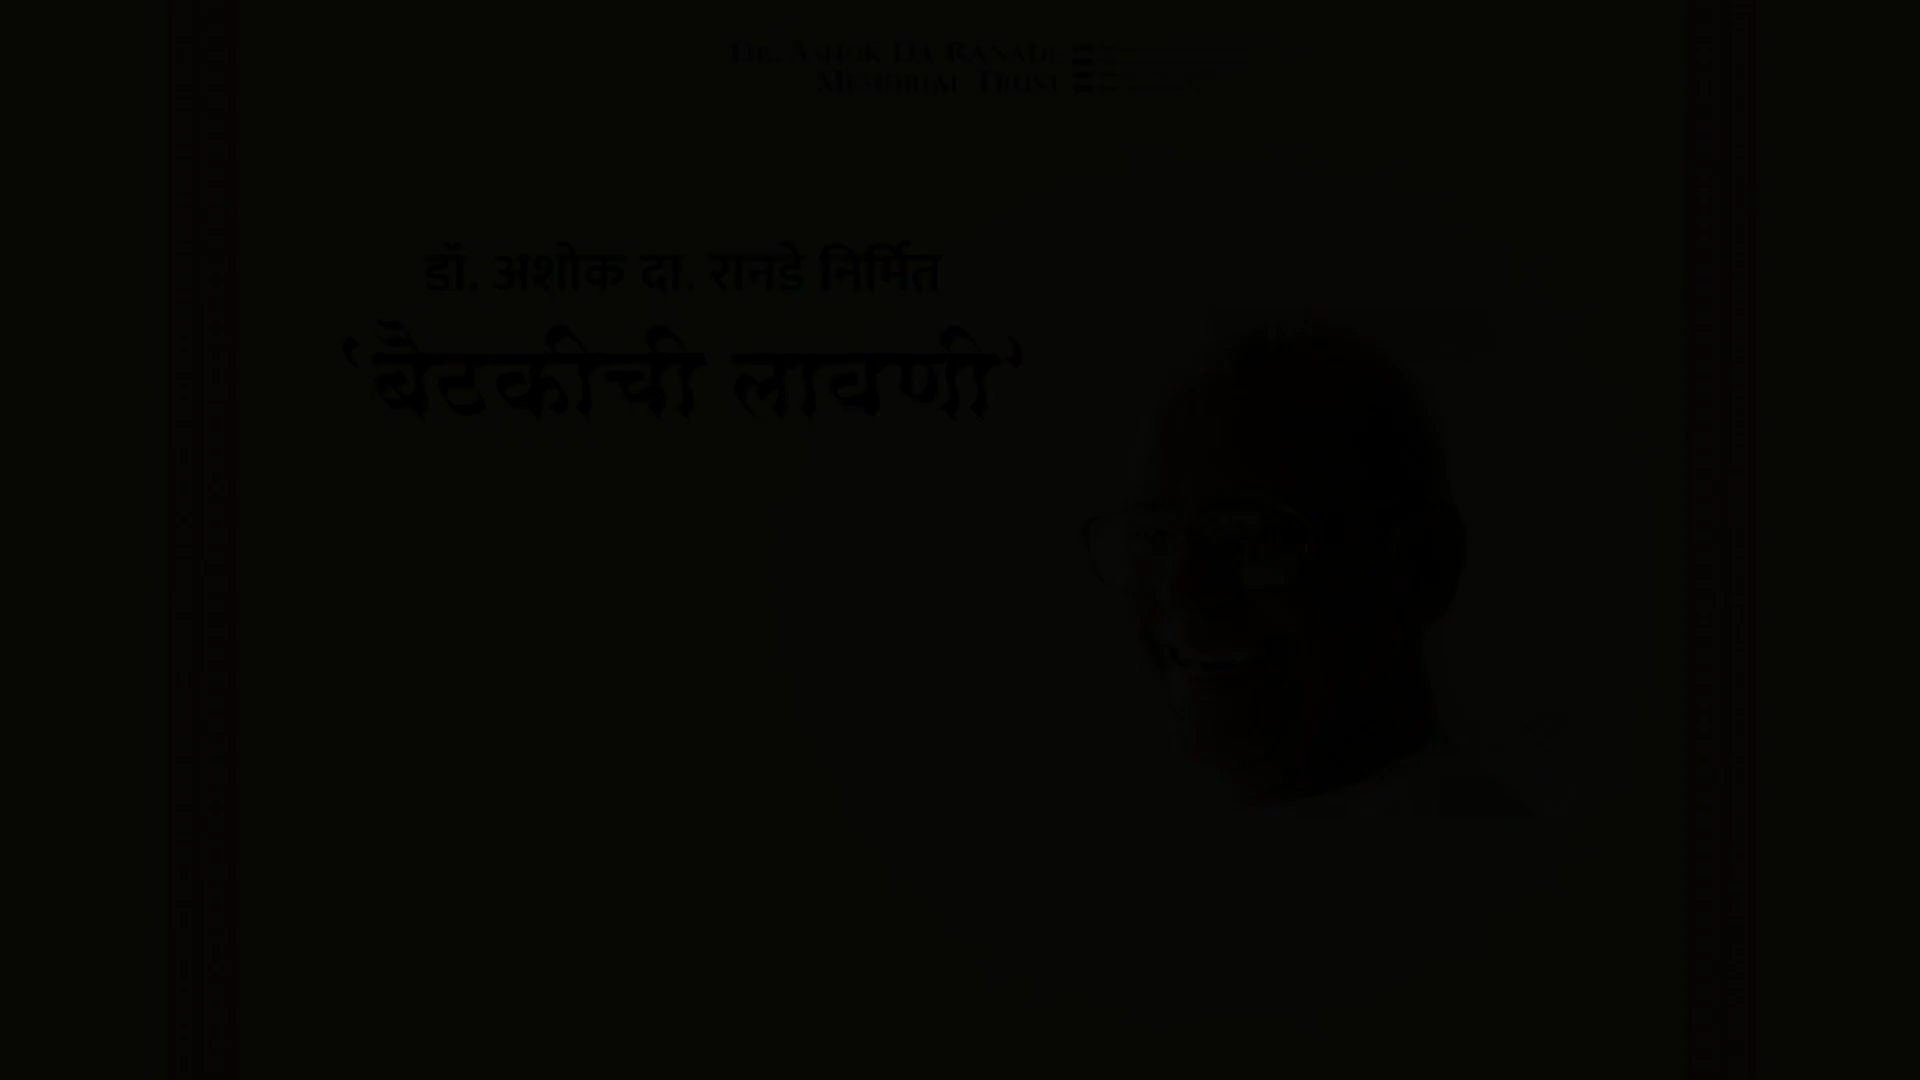 DR. ASHOK DA RANADE
MEMORIAL TRUST
डॉ. अशोक दा. रानडे निर्मित
‘बैठकीची लावणी’